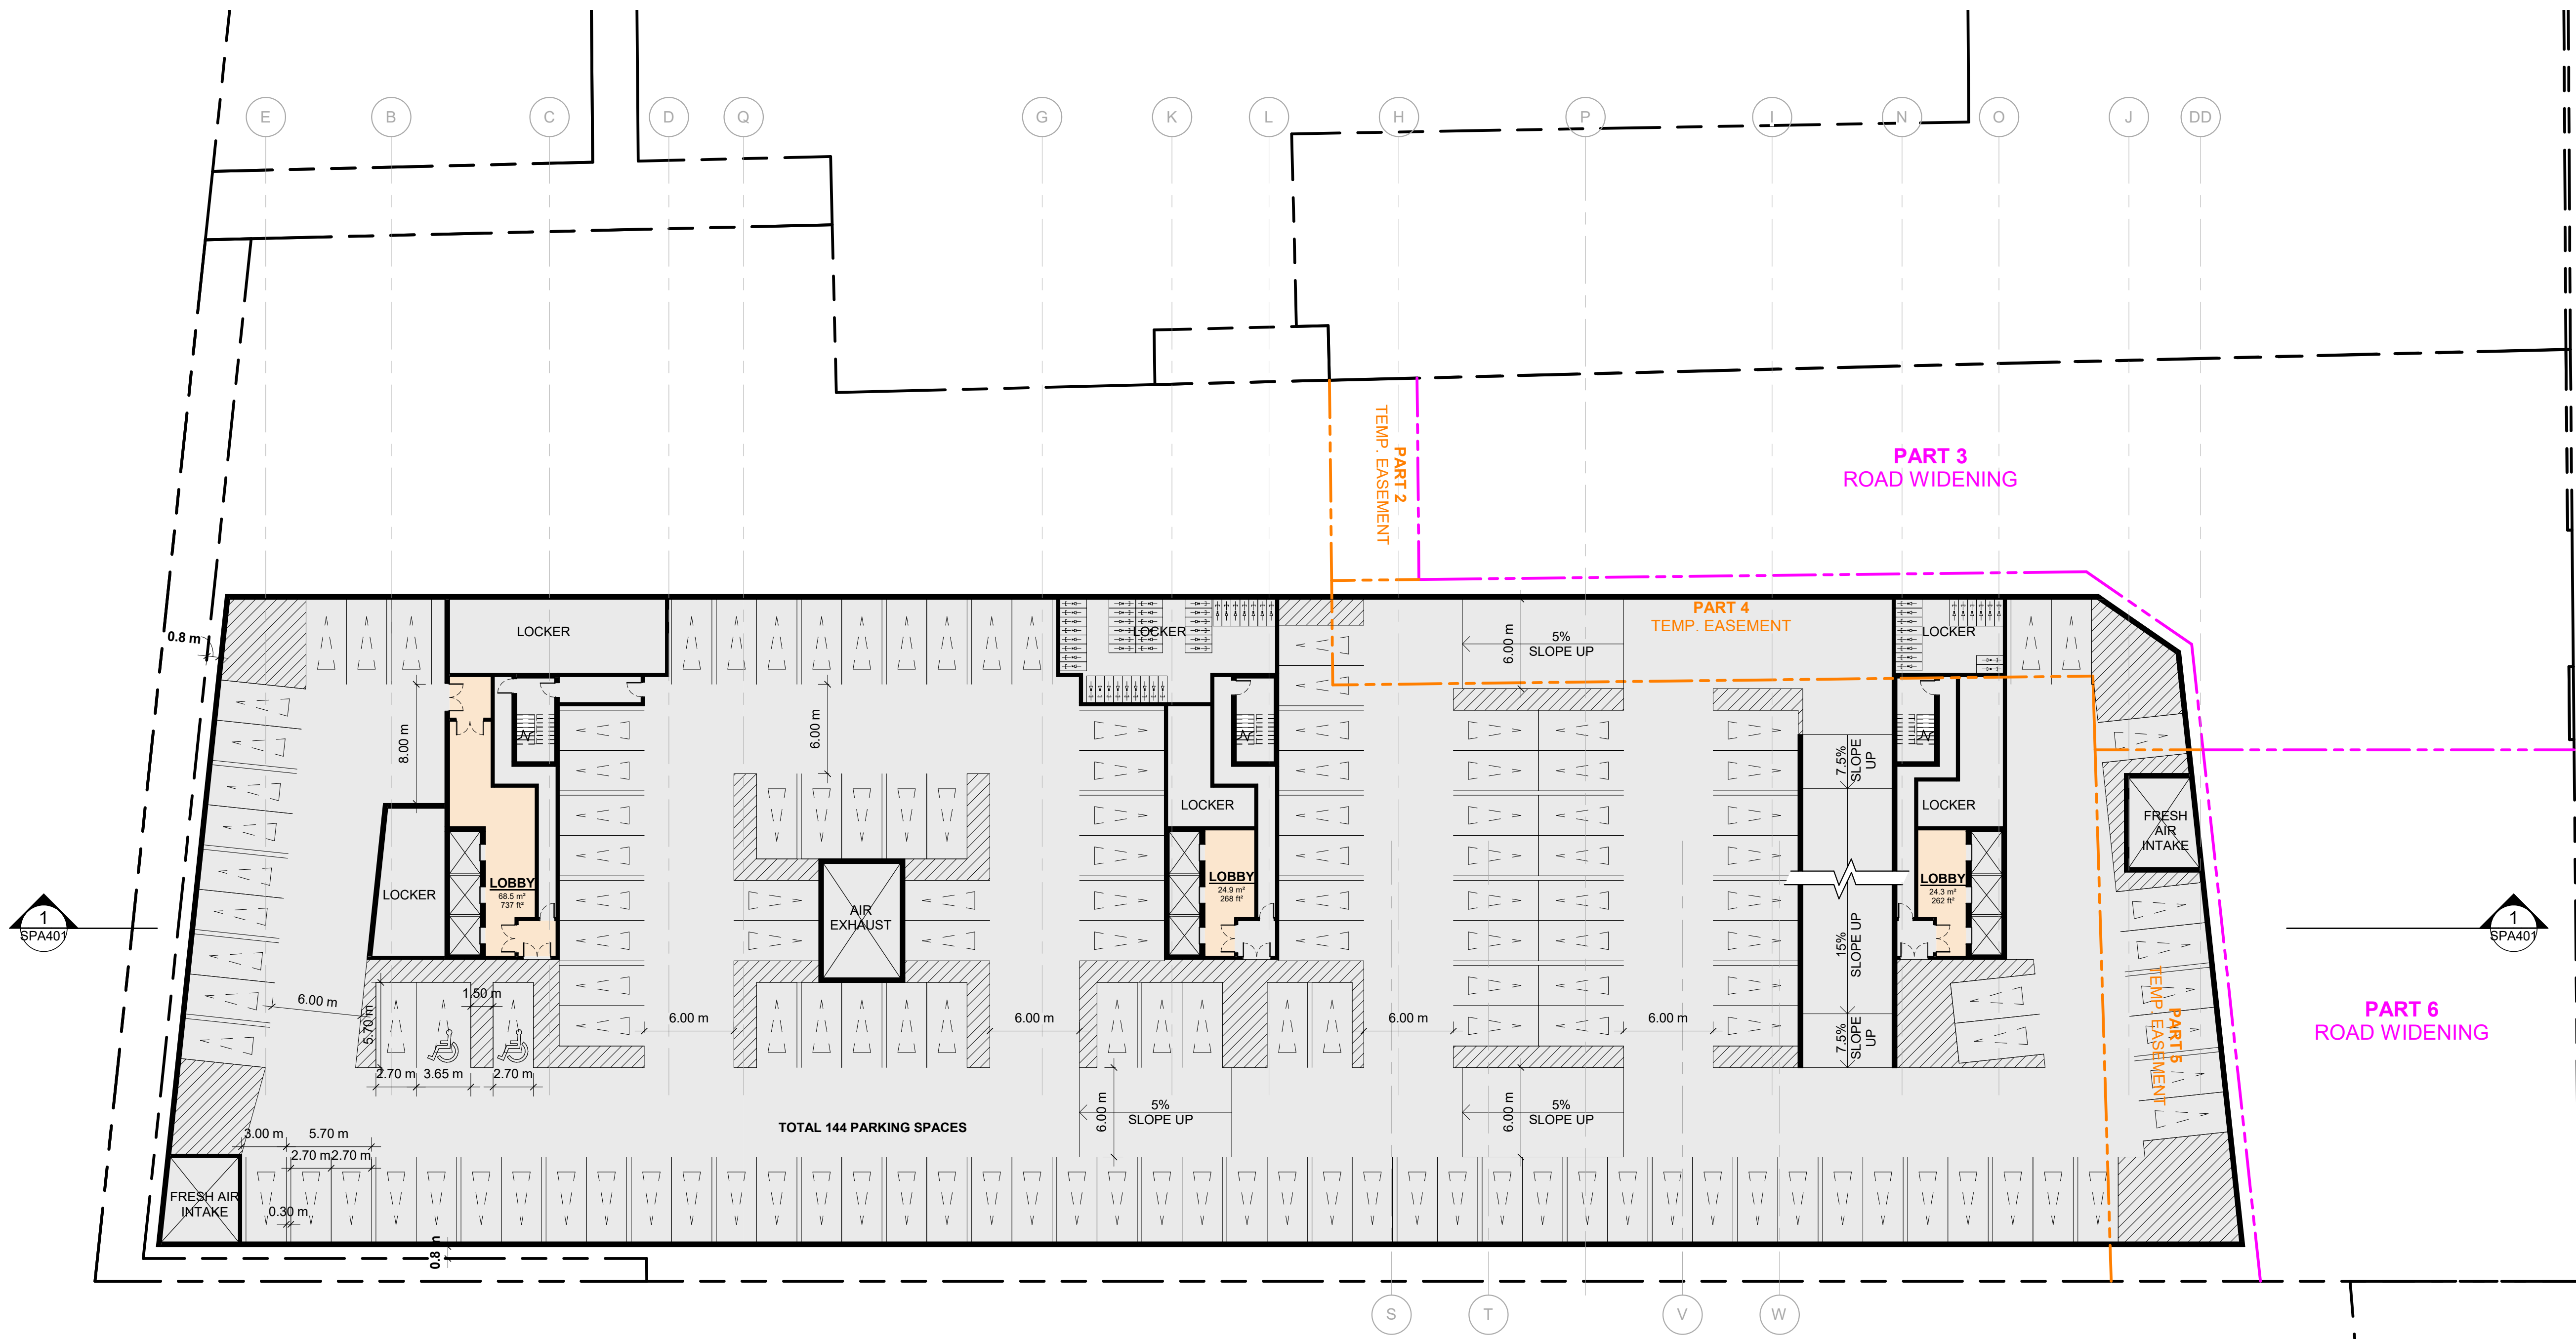 E
B
C
D
Q
G
K
L
H
P
I
N
O
J
DD
PART 2
TEMP. EASEMENT
PART 3
ROAD WIDENING
0.8 m
LOCKER
LOCKER
6.00 m
5%
SLOPE UP
PART 4
TEMP. EASEMENT
LOCKER
8.00 m
6.00 m
7.5%
SLOPE
UP
LOCKER
LOCKER
FRESH
AIR
INTAKE
LOCKER
LOBBY
68.5 m²
737 ft²
AIR
EXHAUST
LOBBY
24.9 m²
268 ft²
LOBBY
24.3 m²
262 ft²
1
SPA401
1
SPA401
15%
SLOPE UP
6.00 m
1.50 m
5.70 m
6.00 m
6.00 m
6.00 m
6.00 m
7.5%
SLOPE
UP
PART 5
TEMP. EASEMENT
PART 6
ROAD WIDENING
2.70 m
3.65 m
2.70 m
6.00 m
5%
SLOPE UP
6.00 m
5%
SLOPE UP
TOTAL 144 PARKING SPACES
3.00 m
5.70 m
2.70 m
2.70 m
FRESH AIR
INTAKE
0.30 m
0.8 m
S
T
V
W